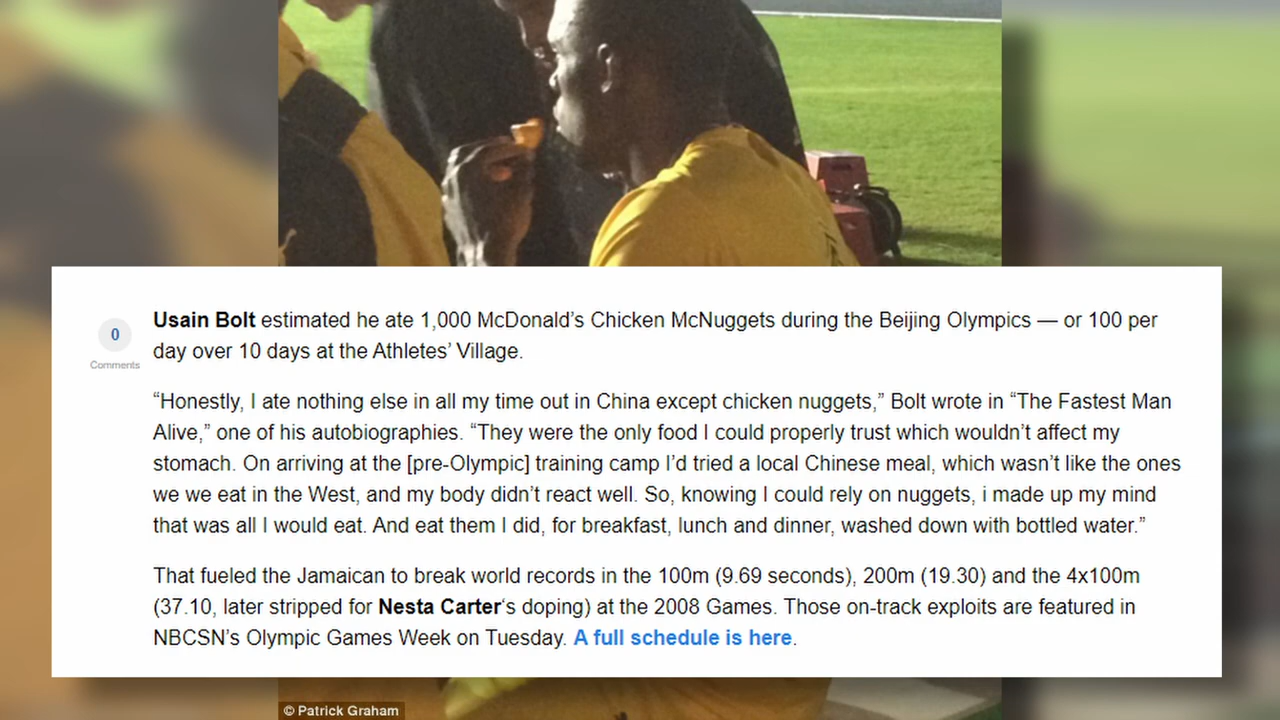 Usain Bolt estimated he ate 1,000 McDonald’s Chicken McNuggets during the Beijing Olympics — or 100 per
day over 10 days at the Athletes’ Village.
0
Comments
“Honestly, I ate nothing else in all my time out in China except chicken nuggets,” Bolt wrote in “The Fastest Man
Alive,” one of his autobiographies. “They were the only food I could properly trust which wouldn’t affect my
stomach. On arriving at the [pre-Olympic] training camp I’d tried a local Chinese meal, which wasn’t like the ones
we we eat in the West, and my body didn’t react well. So, knowing I could rely on nuggets, i made up my mind
that was all I would eat. And eat them I did, for breakfast, lunch and dinner, washed down with bottled water.”
That fueled the Jamaican to break world records in the 100m (9.69 seconds), 200m (19.30) and the 4x100m
(37.10, later stripped for Nesta Carter‘s doping) at the 2008 Games. Those on-track exploits are featured in
NBCSN’s Olympic Games Week on Tuesday. A full schedule is here.
© Patrick Graham